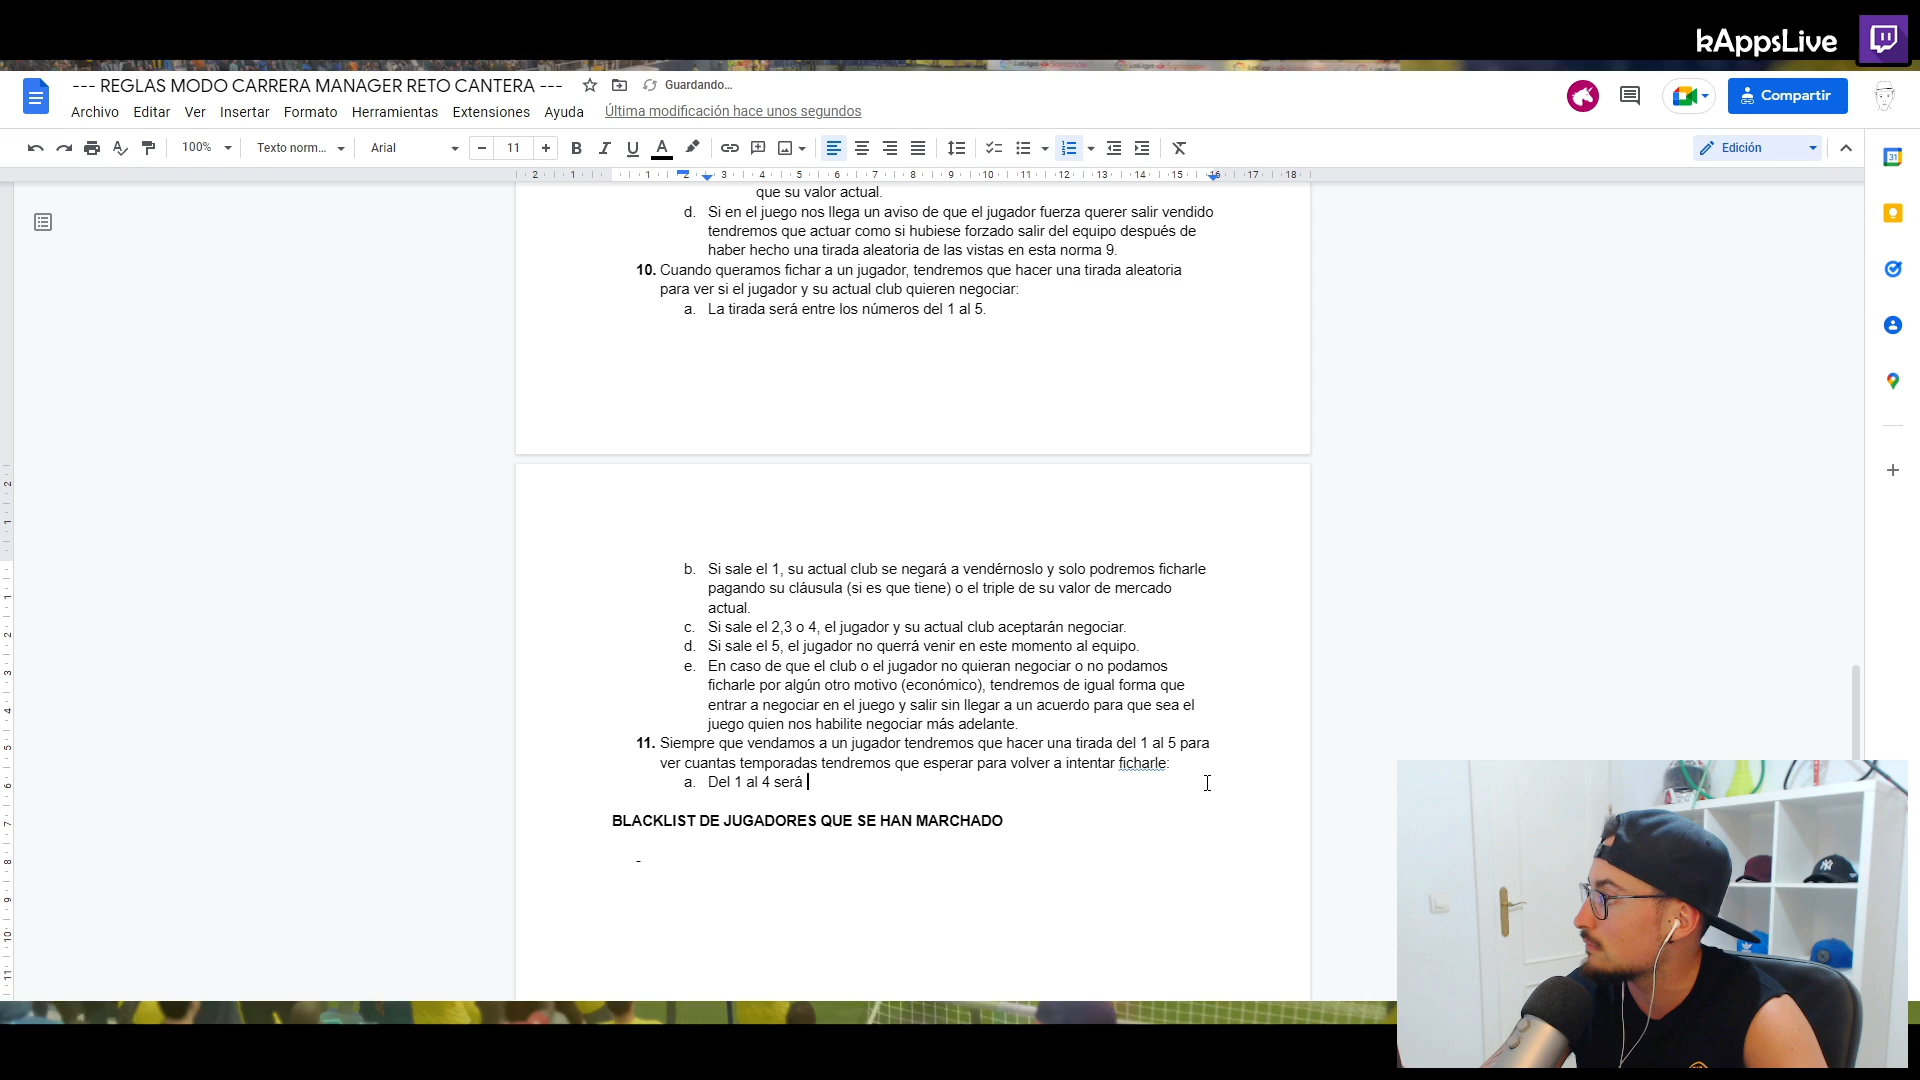 kAppsLive
--- REGLAS MODO CARRERA MANAGER RETO CANTERA ---
Guardando...
Archivo Editar Ver Insertar Formato Herramientas Extensiones Ayuda
Última modificación hace unos segundos
Compartir
100%
Texto norm...
Arial
11
Edición
que su valor actual.
d. Si en el juego nos llega un aviso de que el jugador fuerza querer salir vendido
tendremos que actuar como si hubiese forzado salir del equipo después de
haber hecho una tirada aleatoria de las vistas en esta norma 9.
10. Cuando queramos fichar a un jugador, tendremos que hacer una tirada aleatoria
para ver si el jugador y su actual club quieren negociar:
a. La tirada será entre los números del 1 al 5.
b. Si sale el 1, su actual club se negará a vendérnoslo y solo podremos ficharle
pagando su cláusula (si es que tiene) o el triple de su valor de mercado
actual.
c. Si sale el 2,3 o 4, el jugador y su actual club aceptarán negociar.
d. Si sale el 5, el jugador no querrá venir en este momento al equipo.
e. En caso de que el club o el jugador no quieran negociar o no podamos
ficharle por algún otro motivo (económico), tendremos de igual forma que
entrar a negociar en el juego y salir sin llegar a un acuerdo para que sea el
juego quien nos habilite negociar más adelante.
11. Siempre que vendamos a un jugador tendremos que hacer una tirada del 1 al 5 para
ver cuantas temporadas tendremos que esperar para volver a intentar ficharle:
a. Del 1 al 4 será
BLACKLIST DE JUGADORES QUE SE HAN MARCHADO
-